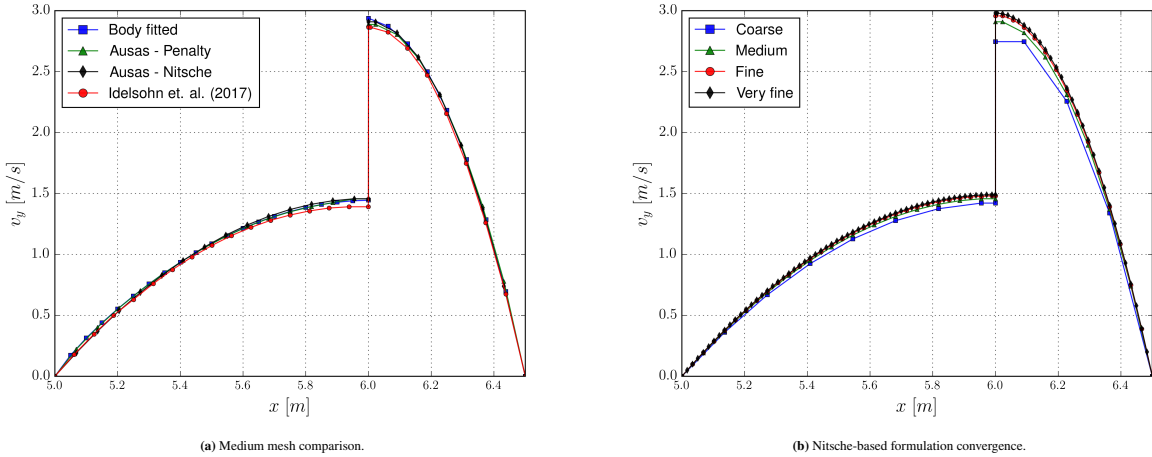 3.0
2.5
2.0
1.5
1.0
0.5
0.0
v_y [m/s]
Body fitted
Ausas - Penalty
Ausas - Nitsche
Idelsohn et. al. (2017)
5.0 5.2 5.4 5.6 5.8 6.0 6.2 6.4
x [m]
(a) Medium mesh comparison.
3.0
2.5
2.0
1.5
1.0
0.5
0.0
v_y [m/s]
Coarse
Medium
Fine
Very fine
5.0 5.2 5.4 5.6 5.8 6.0 6.2 6.4
x [m]
(b) Nitsche-based formulation convergence.